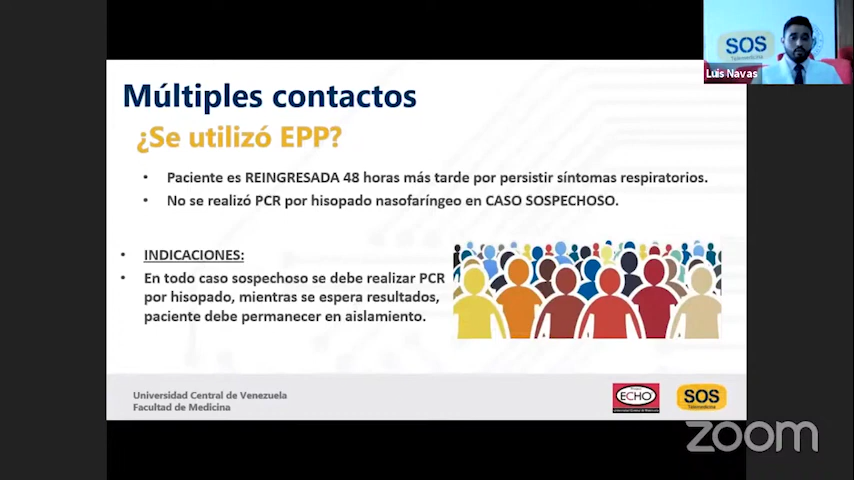 SOS
Telemedicina
Luis Navas
Múltiples contactos
¿Se utilizó EPP?
• Paciente es REINGRESADA 48 horas más tarde por persistir síntomas respiratorios.
• No se realizó PCR por hisopado nasofaríngeo en CASO SOSPECHOSO.
• INDICACIONES:
• En todo caso sospechoso se debe realizar PCR
por hisopado, mientras se espera resultados,
paciente debe permanecer en aislamiento.
Universidad Central de Venezuela
Facultad de Medicina
ECHO
SOS
Telemedicina
zoom